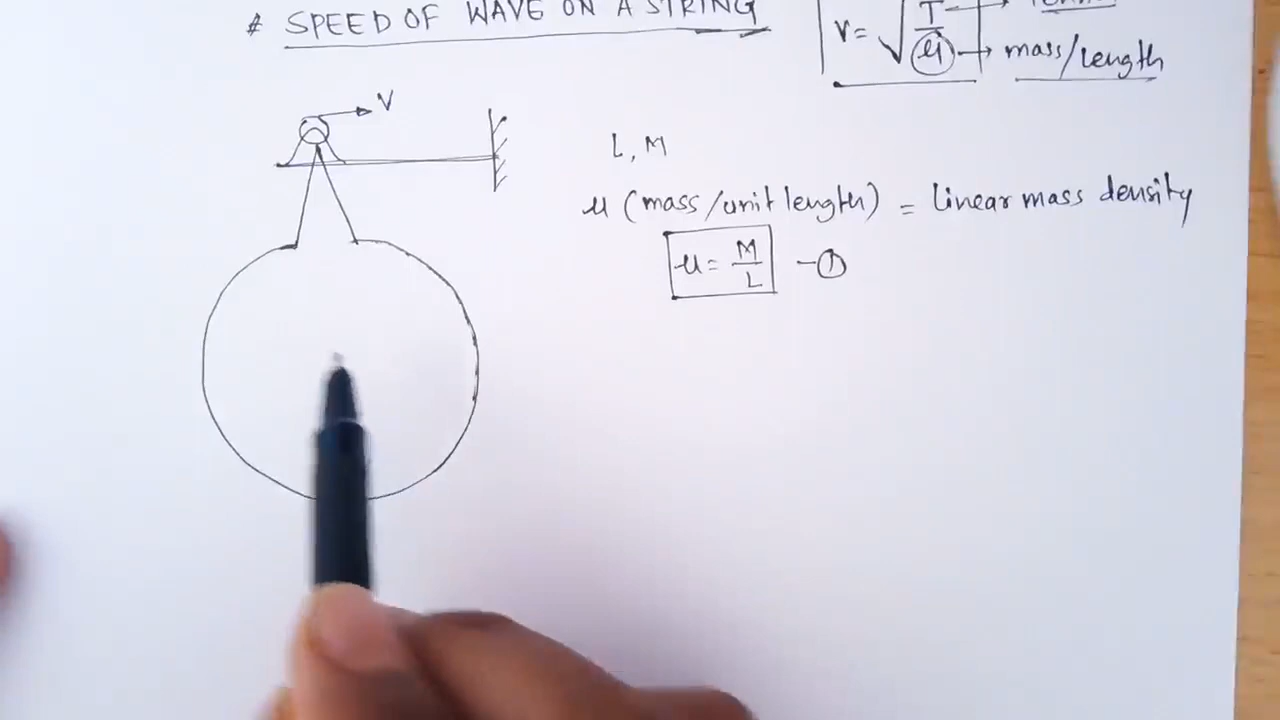 # SPEED OF WAVE ON A STRING
V = √T/μ
→ mass/length
V
L, M
μ (mass/unit length) = linear mass density
μ = M/L - ①